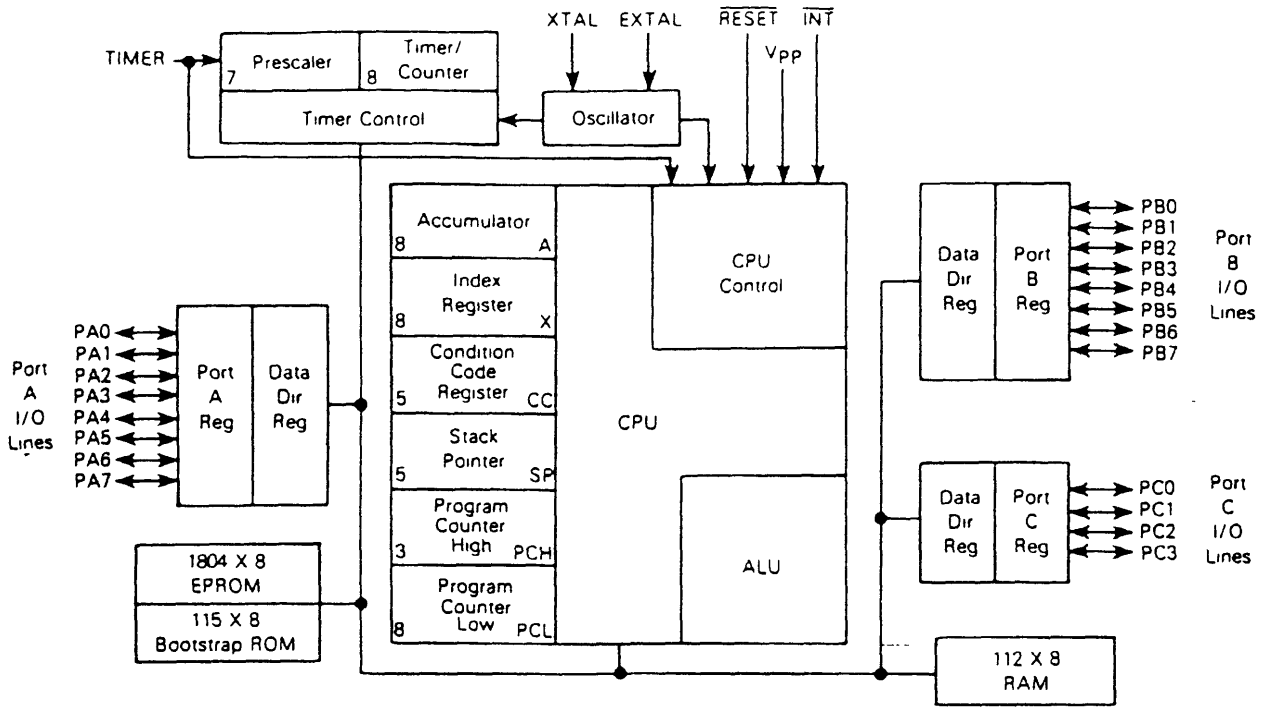 XTAL EXTAL RESET INT
TIMER
Prescaler
7
Timer/
Counter
8
VPP
Timer Control
Oscillator
Accumulator
8 A
Index
Register
8 X
Condition
Code
Register
5 CC
Stack
Pointer
5 SP
Program
Counter
High
3 PCH
Program
Counter
Low
8 PCL
CPU
Control
CPU
ALU
Port
A
I/O
Lines
PA0
PA1
PA2
PA3
PA4
PA5
PA6
PA7
Port
A
Reg
Data
Dir
Reg
1804 X 8
EPROM
115 X 8
Bootstrap ROM
Data
Dir
Reg
Port
B
Reg
PB0
PB1
PB2
PB3
PB4
PB5
PB6
PB7
Port
B
I/O
Lines
Data
Dir
Reg
Port
C
Reg
PC0
PC1
PC2
PC3
Port
C
I/O
Lines
112 X 8
RAM